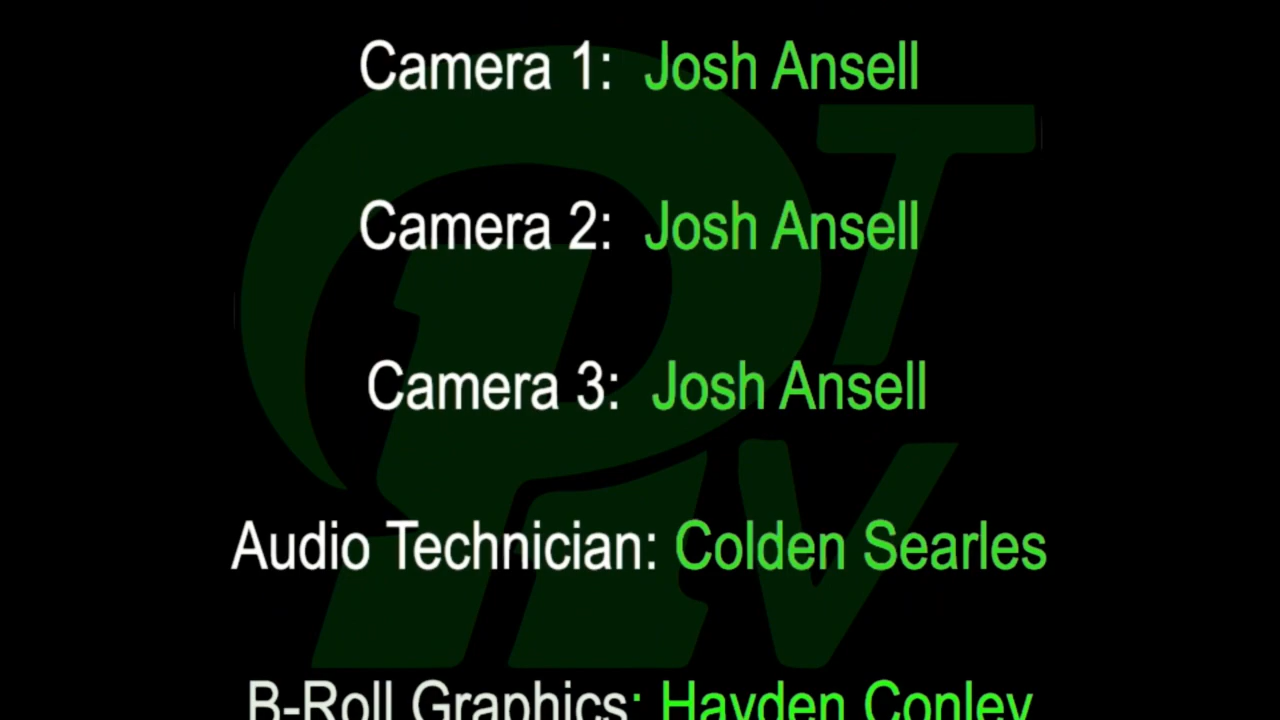 Camera 1: Josh Ansell
Camera 2: Josh Ansell
Camera 3: Josh Ansell
Audio Technician: Colden Searles
B-Roll Graphics: Hayden Conley